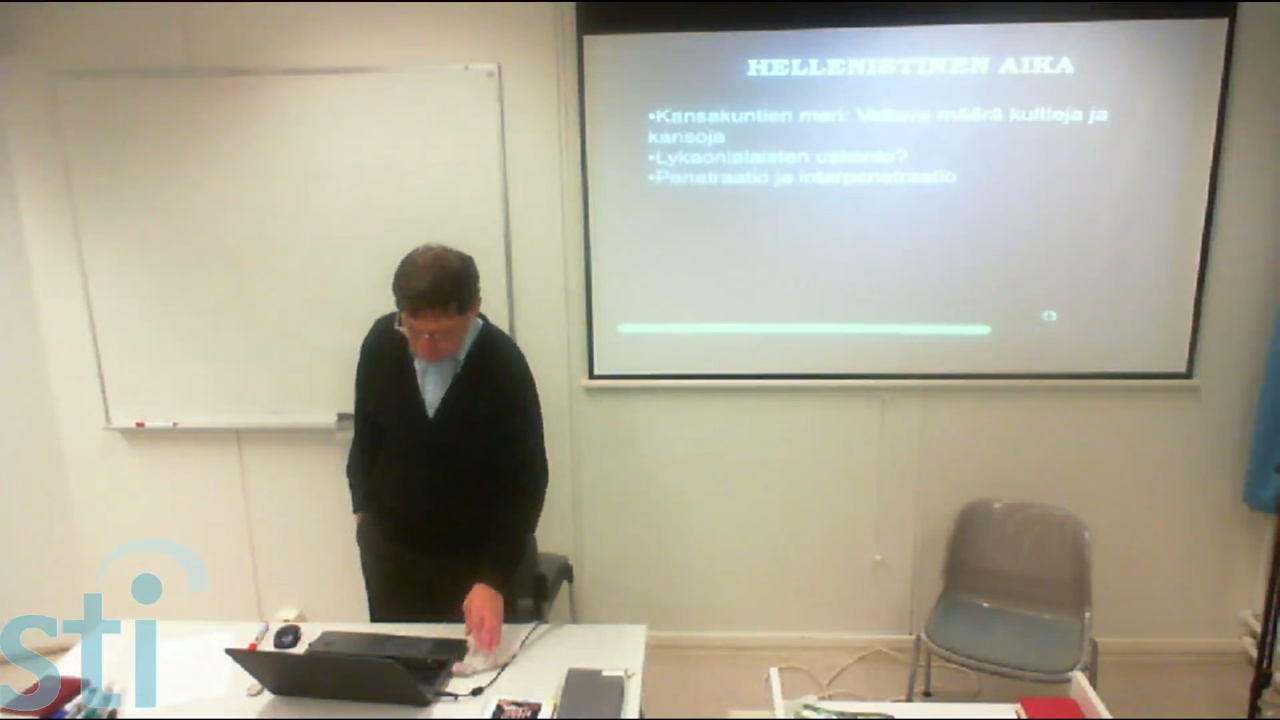 HELLENISTINEN AIKA
•Kansakuntien meri: Valtava määrä kultteja ja
kansoja
•Lykaonialaisten uskonto?
•Penetraatio ja interpenetraatio
sti